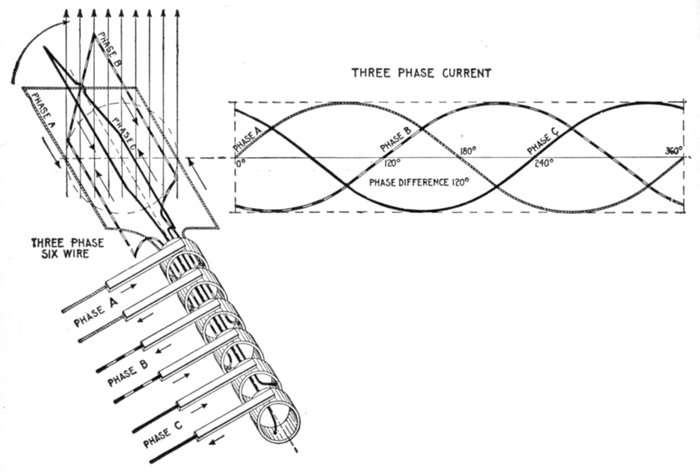 PHASE B
PHASE A
PHASE C
THREE PHASE
SIX WIRE
PHASE A
PHASE B
PHASE C
THREE PHASE CURRENT
PHASE A
PHASE B
PHASE C
0°
120°
180°
240°
360°
PHASE DIFFERENCE 120°